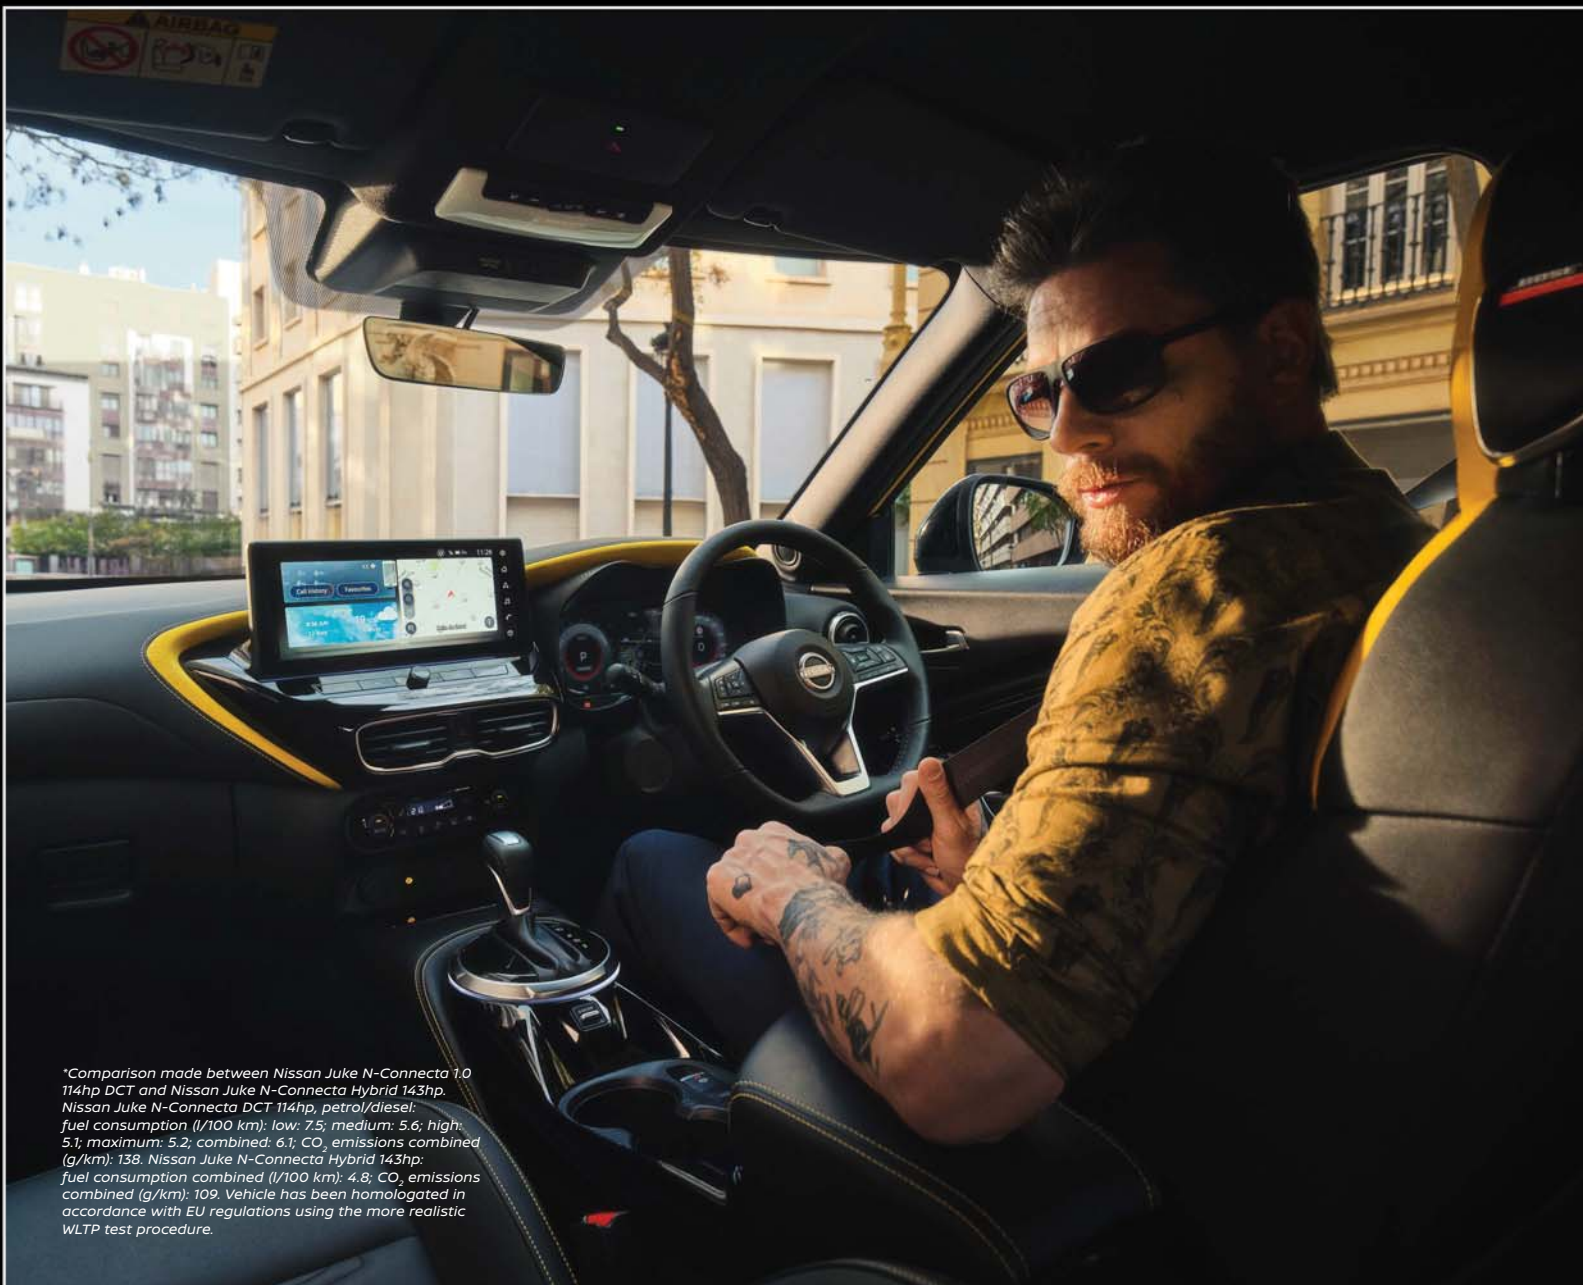 AIRBAG
11:29
Call History
Favourites
NISSAN
P
*Comparison made between Nissan Juke N-Connecta 1.0
114hp DCT and Nissan Juke N-Connecta Hybrid 143hp.
Nissan Juke N-Connecta DCT 114hp, petrol/diesel:
fuel consumption (l/100 km): low: 7.5; medium: 5.6; high:
5.1; maximum: 5.2; combined: 6.1; CO₂ emissions combined
(g/km): 138. Nissan Juke N-Connecta Hybrid 143hp:
fuel consumption combined (l/100 km): 4.8; CO₂ emissions
combined (g/km): 109. Vehicle has been homologated in
accordance with EU regulations using the more realistic
WLTP test procedure.